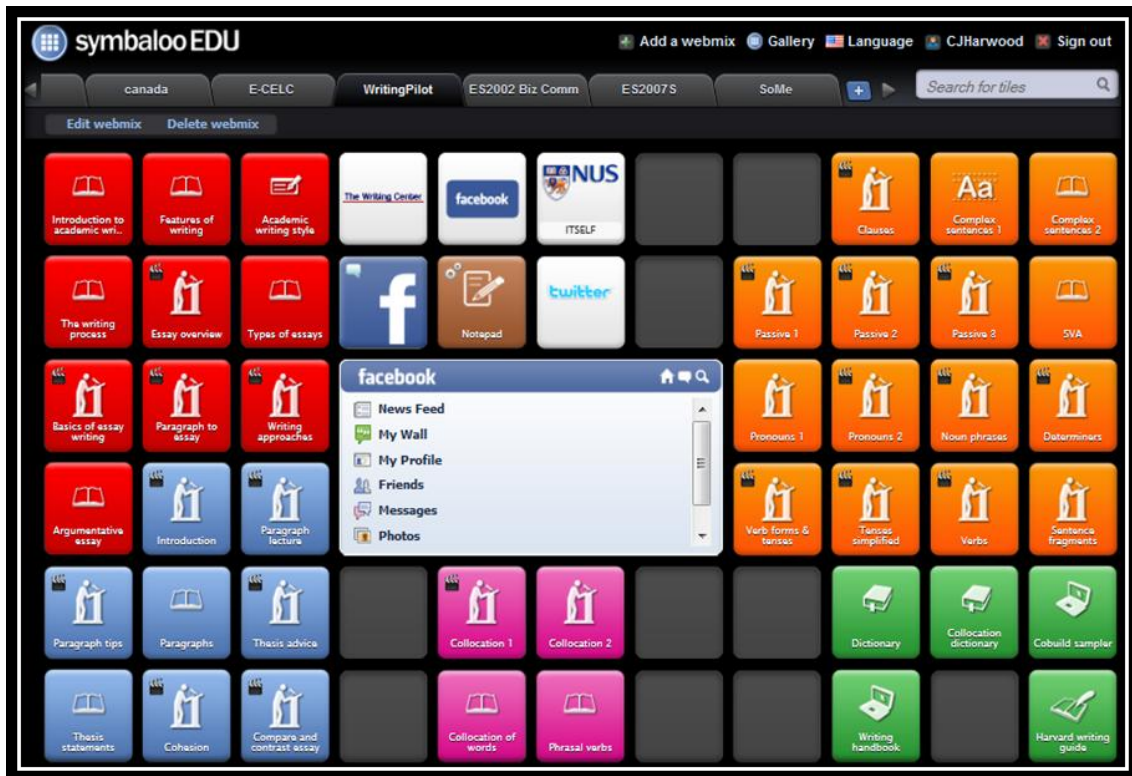 symbaloo EDU
Add a webmix Gallery Language CJHarwood Sign out
canada E-CELC WritingPilot ES2002 Biz Comm ES2007S SoMe Search for tiles
Edit webmix Delete webmix
Introduction to
academic wri..
Features of
writing
Academic
writing style
The Writing Center
facebook
NUS
ITSELF
Clauses
Aa
Complex
sentences 1
Complex
sentences 2
The writing
process
Essay overview
Types of essays
f
Notepad
twitter
Passive 1
Passive 2
Passive 3
SVA
Basics of essay
writing
Paragraph to
essay
Writing
approaches
facebook
News Feed
My Wall
My Profile
Friends
Messages
Photos
Pronouns 1
Pronouns 2
Noun phrases
Determiners
Argumentative
essay
Introduction
Paragraph
lecture
Verb forms &
tenses
Tenses
simplified
Verbs
Sentence
fragments
Paragraph tips
Paragraphs
Thesis advice
Collocation 1
Collocation 2
Dictionary
Collocation
dictionary
Cobuild sampler
Thesis
statements
Cohesion
Compare and
contrast essay
Collocation of
words
Phrasal verbs
Writing
handbook
Harvard writing
guide